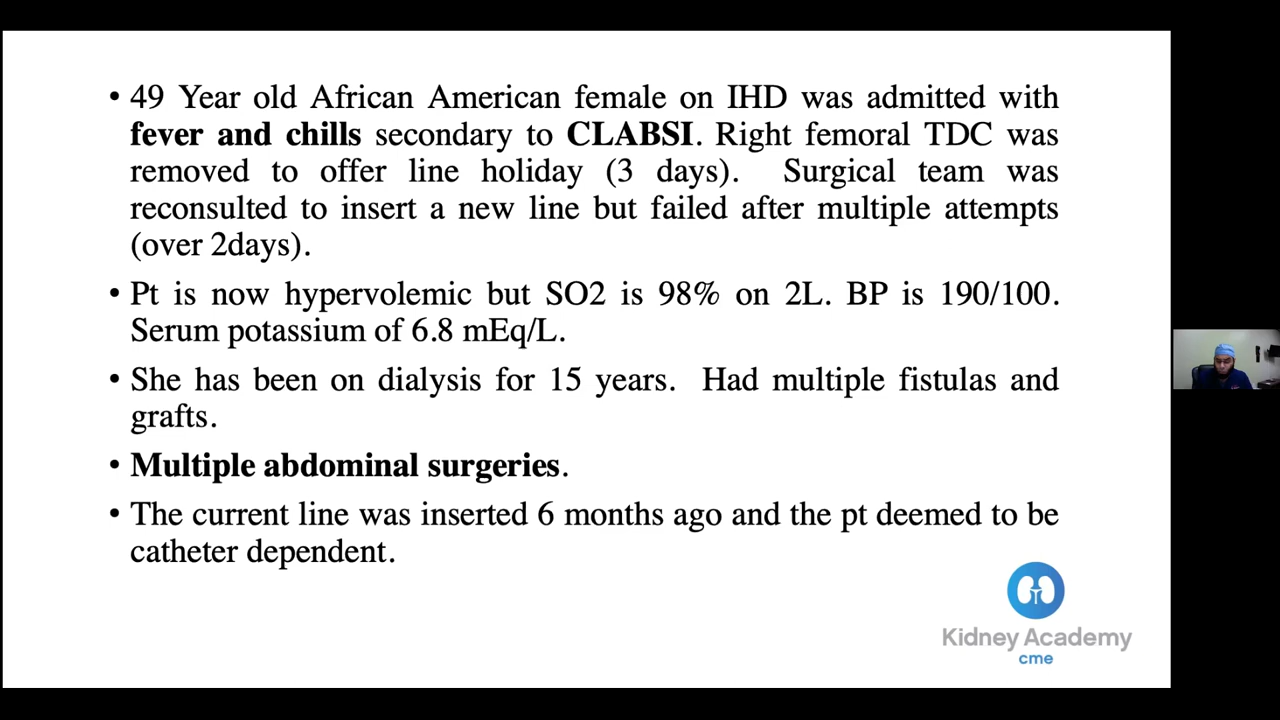 • 49 Year old African American female on IHD was admitted with
fever and chills secondary to CLABSI. Right femoral TDC was
removed to offer line holiday (3 days). Surgical team was
reconsulted to insert a new line but failed after multiple attempts
(over 2days).
• Pt is now hypervolemic but SO2 is 98% on 2L. BP is 190/100.
Serum potassium of 6.8 mEq/L.
• She has been on dialysis for 15 years. Had multiple fistulas and
grafts.
• Multiple abdominal surgeries.
• The current line was inserted 6 months ago and the pt deemed to be
catheter dependent.
Kidney Academy
cme